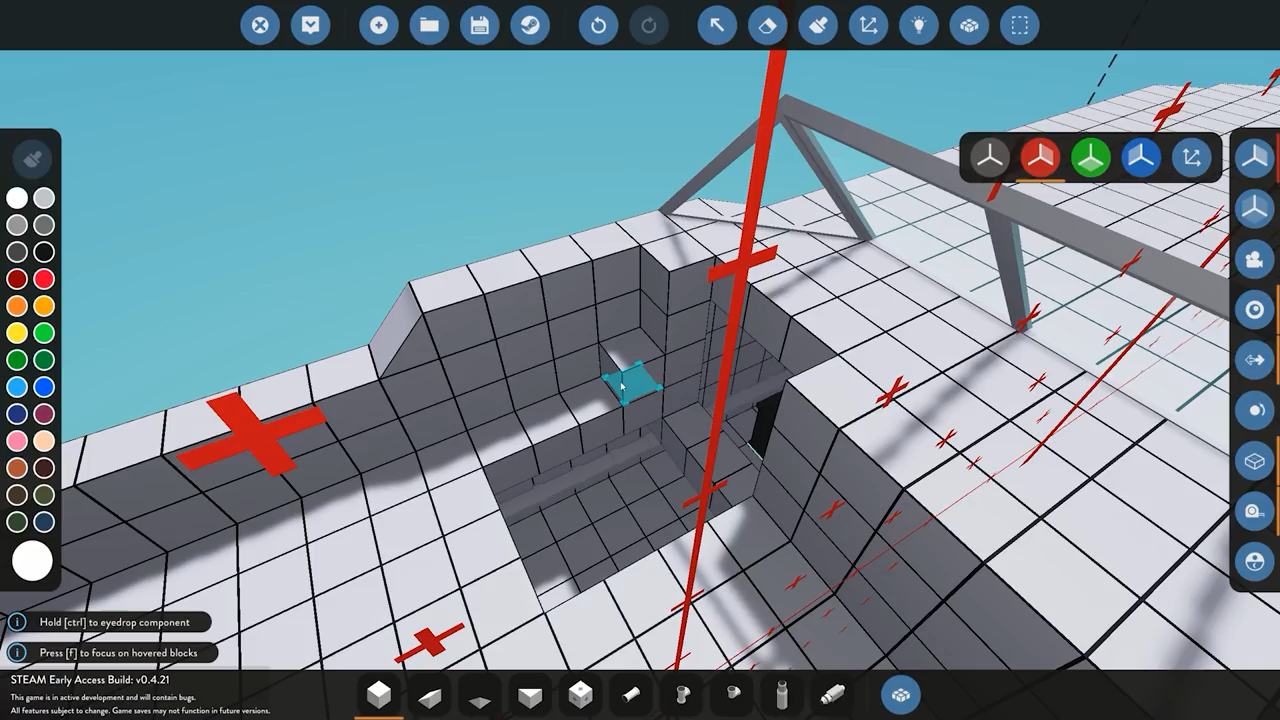 Hold [ctrl] to eyedrop component
Press [f] to focus on hovered blocks
STEAM Early Access Build: v0.4.21
This game is in active development and will contain bugs.
All features subject to change. Game saves may not function in future versions.